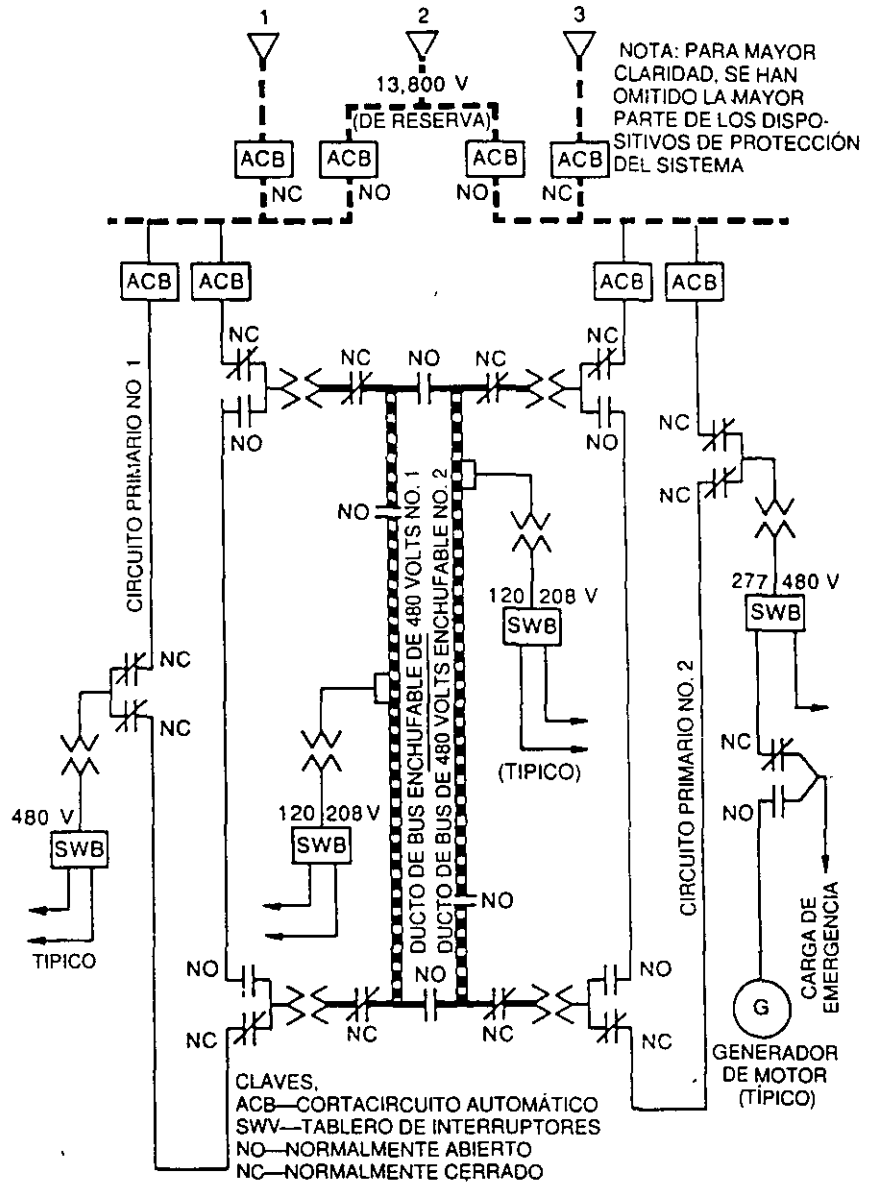 1
2
3
13,800 V
(DE RESERVA)
NOTA: PARA MAYOR
CLARIDAD, SE HAN
OMITIDO LA MAYOR
PARTE DE LOS DISPO-
SITIVOS DE PROTECCIÓN
DEL SISTEMA
ACB
ACB
ACB
ACB
NC
NO
NO
NC
ACB
ACB
ACB
ACB
NC
NC
NO
NC
NC
NO
NO
NC
NC
CIRCUITO PRIMARIO NO. 1
NO
DUCTO DE BUS ENCHUFABLE DE 480 VOLTS NO. 1
DUCTO DE BUS DE 480 VOLTS ENCHUFABLE NO. 2
120 208 V
SWB
(TIPICO)
277 480 V
SWB
CIRCUITO PRIMARIO NO. 2
NC
NC
480 V
SWB
TIPICO
120 208 V
SWB
NC
NO
CARGA DE
EMERGENCIA
NO
NO
NO
NO
NC
NC
NC
NC
G
GENERADOR
DE MOTOR
(TÍPICO)
CLAVES,
ACB—CORTACIRCUITO AUTOMÁTICO
SWV—TABLERO DE INTERRUPTORES
NO—NORMALMENTE ABIERTO
NC—NORMALMENTE CERRADO